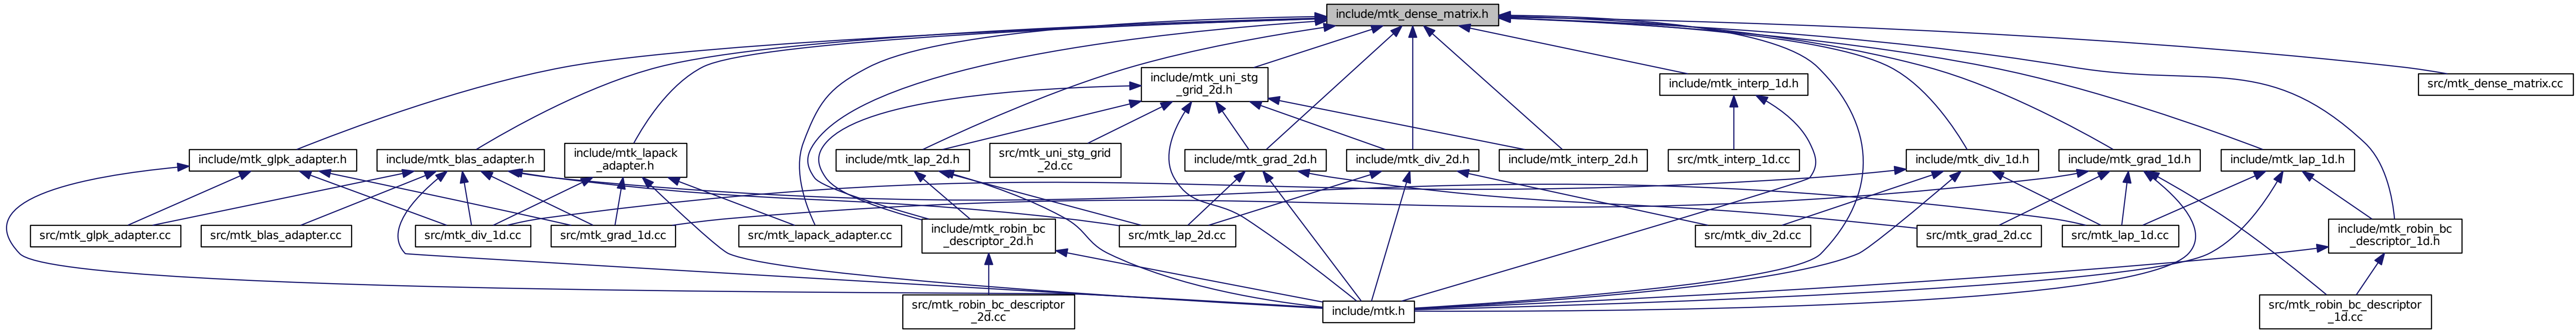 include/mtk_dense_matrix.h
include/mtk_uni_stg
_grid_2d.h
include/mtk_interp_1d.h
src/mtk_dense_matrix.cc
include/mtk_glpk_adapter.h
include/mtk_blas_adapter.h
include/mtk_lapack
_adapter.h
include/mtk_lap_2d.h
src/mtk_uni_stg_grid
_2d.cc
include/mtk_grad_2d.h
include/mtk_div_2d.h
include/mtk_interp_2d.h
src/mtk_interp_1d.cc
include/mtk_div_1d.h
include/mtk_grad_1d.h
include/mtk_lap_1d.h
src/mtk_glpk_adapter.cc
src/mtk_blas_adapter.cc
src/mtk_div_1d.cc
src/mtk_grad_1d.cc
src/mtk_lapack_adapter.cc
include/mtk_robin_bc
_descriptor_2d.h
src/mtk_lap_2d.cc
src/mtk_div_2d.cc
src/mtk_grad_2d.cc
src/mtk_lap_1d.cc
include/mtk_robin_bc
_descriptor_1d.h
src/mtk_robin_bc_descriptor
_2d.cc
include/mtk.h
src/mtk_robin_bc_descriptor
_1d.cc